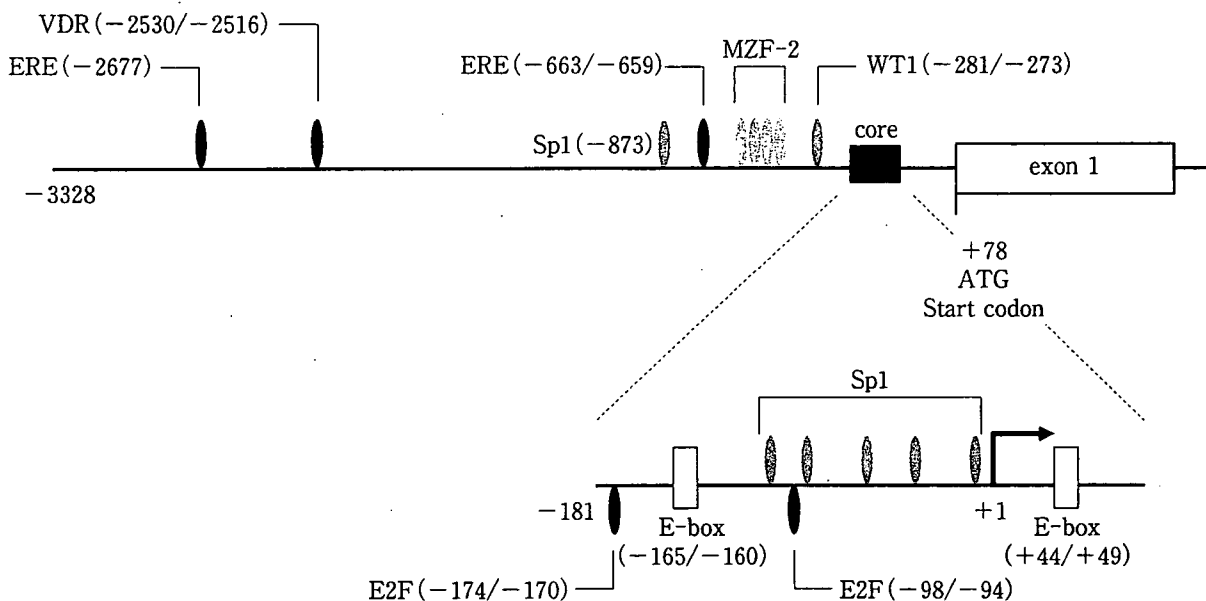 VDR(−2530/−2516)
MZF-2
ERE(−2677)
ERE(−663/−659)
WT1(−281/−273)
Sp1(−873)
core
exon 1
−3328
+78
ATG
Start codon
Sp1
−181
+1
E-box
(−165/−160)
E-box
(+44/+49)
E2F(−174/−170)
E2F(−98/−94)